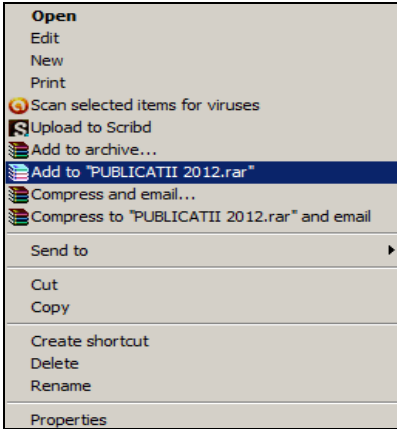 Open
Edit
New
Print
Scan selected items for viruses
Upload to Scribd
Add to archive...
Add to "PUBLICATII 2012.rar"
Compress and email...
Compress to "PUBLICATII 2012.rar" and email
Send to
Cut
Copy
Create shortcut
Delete
Rename
Properties